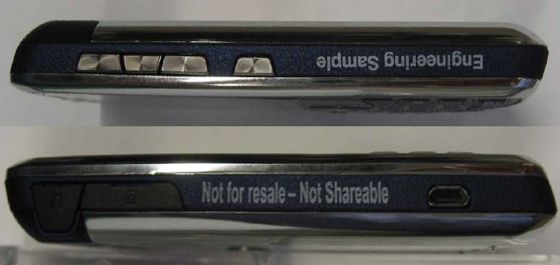 Engineering Sample
Not for resale – Not Shareable